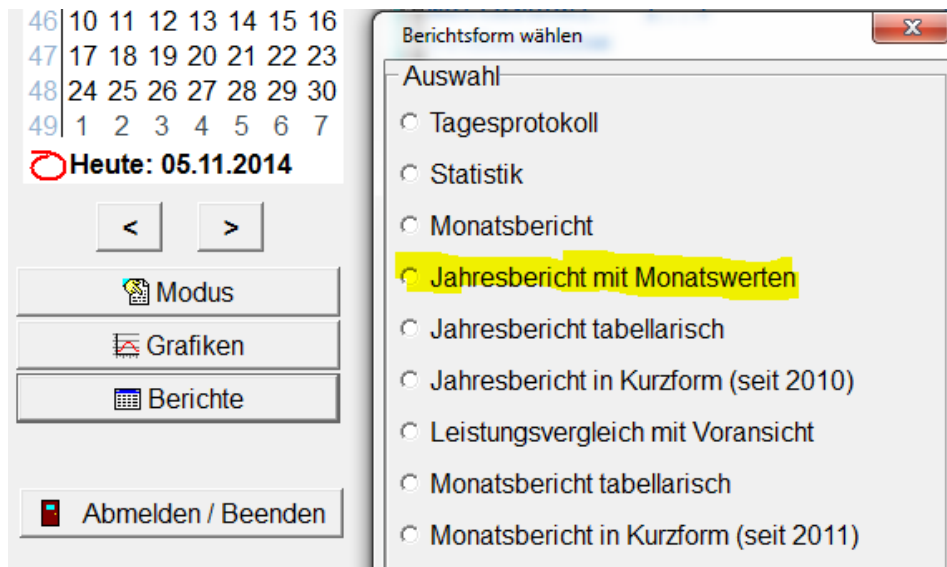 46 10 11 12 13 14 15 16
47 17 18 19 20 21 22 23
48 24 25 26 27 28 29 30
49 1 2 3 4 5 6 7
Heute: 05.11.2014
< >
Modus
Grafiken
Berichte
Abmelden / Beenden
Berichtsform wählen
Auswahl
Tagesprotokoll
Statistik
Monatsbericht
Jahresbericht mit Monatswerten
Jahresbericht tabellarisch
Jahresbericht in Kurzform (seit 2010)
Leistungsvergleich mit Voransicht
Monatsbericht tabellarisch
Monatsbericht in Kurzform (seit 2011)